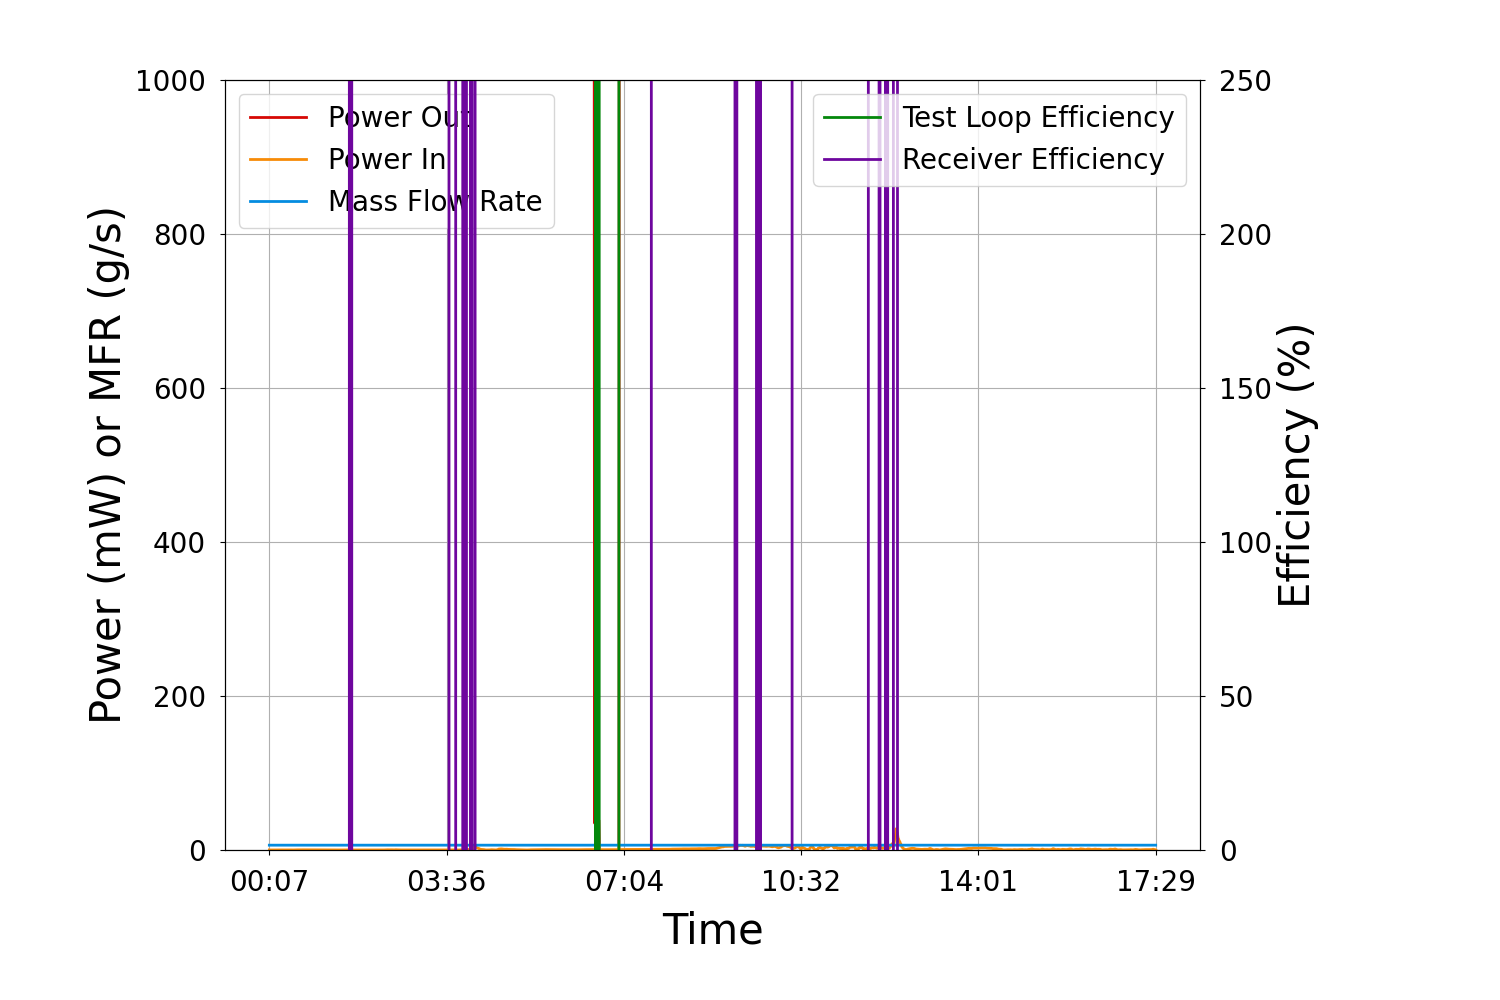 1000
800
600
400
200
0
Power (mW) or MFR (g/s)
Power Out
Power In
Mass Flow Rate
Test Loop Efficiency
Receiver Efficiency
250
200
150
100
50
0
Efficiency (%)
00:07 03:36 07:04 10:32 14:01 17:29
Time